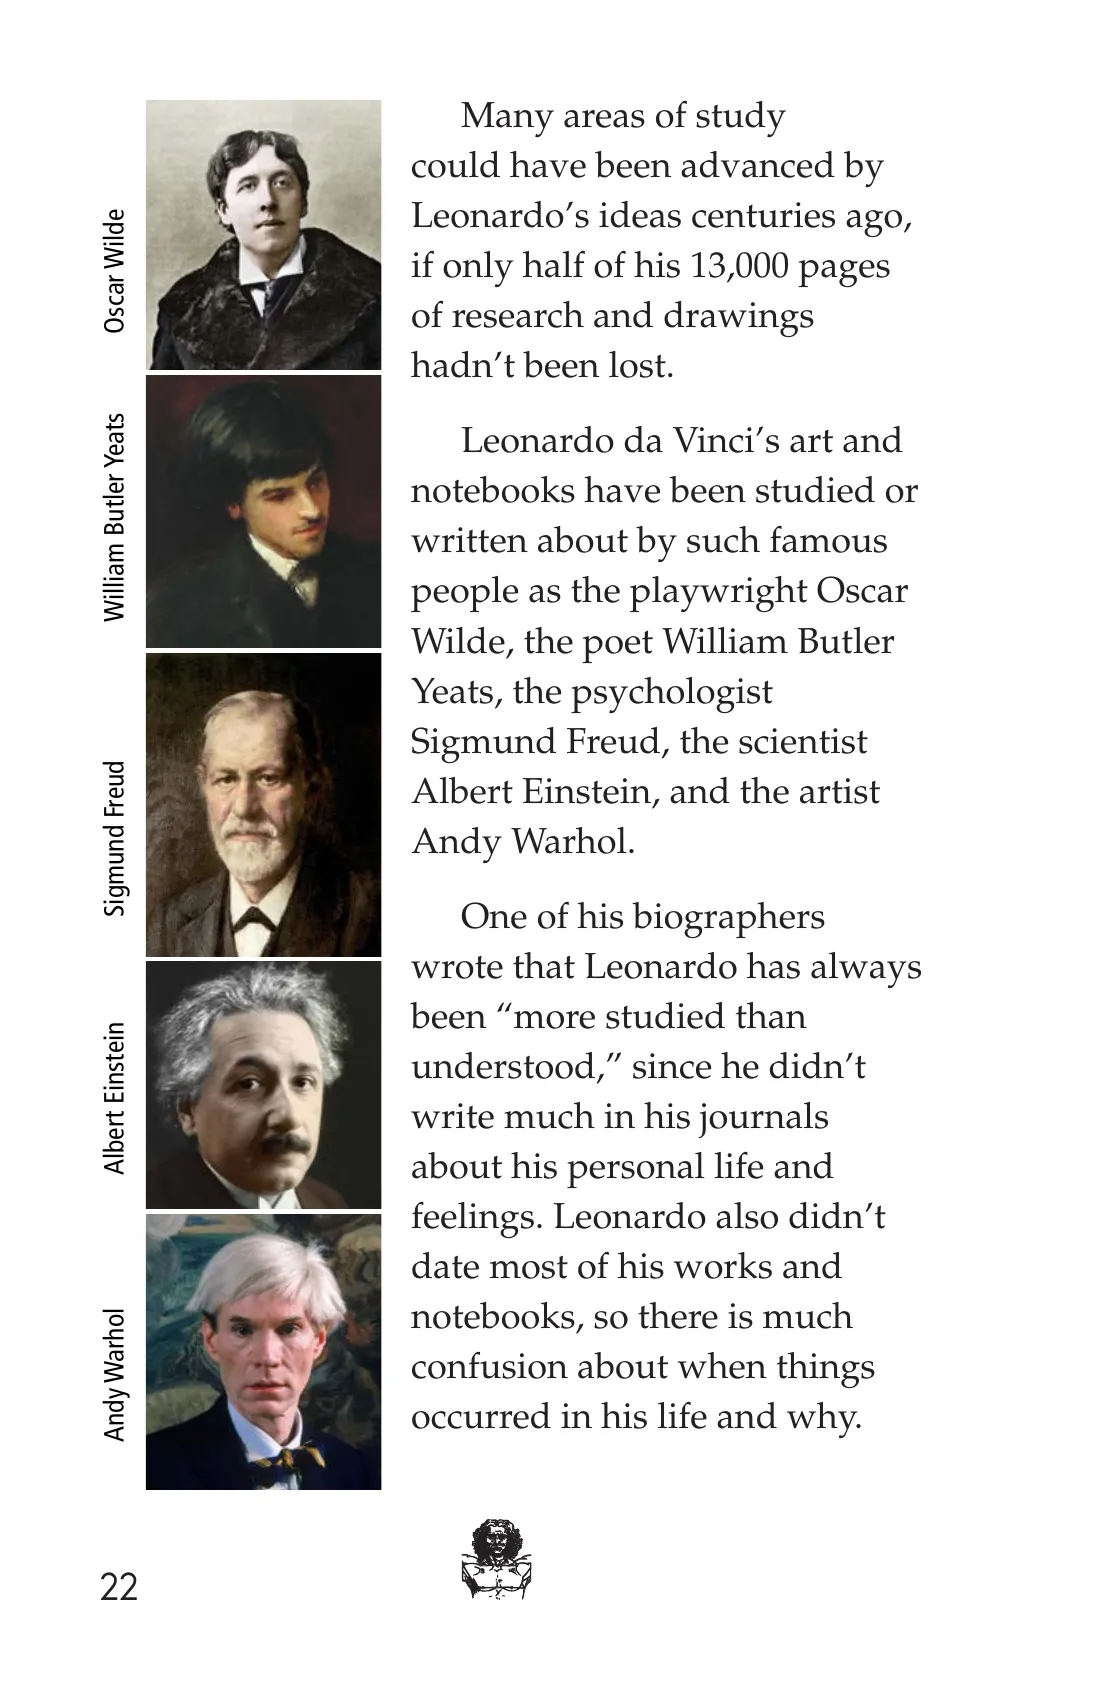 Oscar Wilde
William Butler Yeats
Sigmund Freud
Albert Einstein
Andy Warhol
Many areas of study
could have been advanced by
Leonardo’s ideas centuries ago,
if only half of his 13,000 pages
of research and drawings
hadn’t been lost.
Leonardo da Vinci’s art and
notebooks have been studied or
written about by such famous
people as the playwright Oscar
Wilde, the poet William Butler
Yeats, the psychologist
Sigmund Freud, the scientist
Albert Einstein, and the artist
Andy Warhol.
One of his biographers
wrote that Leonardo has always
been “more studied than
understood,” since he didn’t
write much in his journals
about his personal life and
feelings. Leonardo also didn’t
date most of his works and
notebooks, so there is much
confusion about when things
occurred in his life and why.
22